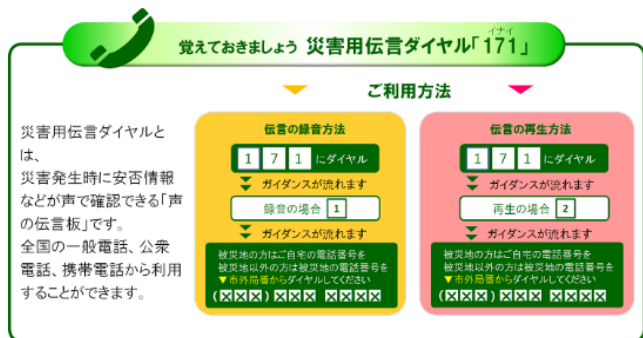 イナイ
覚えておきましょう 災害用伝言ダイヤル「171」
ご利用方法
災害用伝言ダイヤルと
は、
災害発生時に安否情報
などが声で確認できる「声
の伝言板」です。
全国の一般電話、公衆
電話、携帯電話から利用
することができます。
伝言の録音方法
1 7 1 にダイヤル
ガイダンスが流れます
録音の場合 1
ガイダンスが流れます
被災地の方はご自宅の電話番号を
被災地以外の方は被災地の電話番号を
▼市外局番からダイヤルしてください
(XXX) XXX XXXX
伝言の再生方法
1 7 1 にダイヤル
ガイダンスが流れます
再生の場合 2
ガイダンスが流れます
被災地の方はご自宅の電話番号を
被災地以外の方は被災地の電話番号を
▼市外局番からダイヤルしてください
(XXX) XXX XXXX